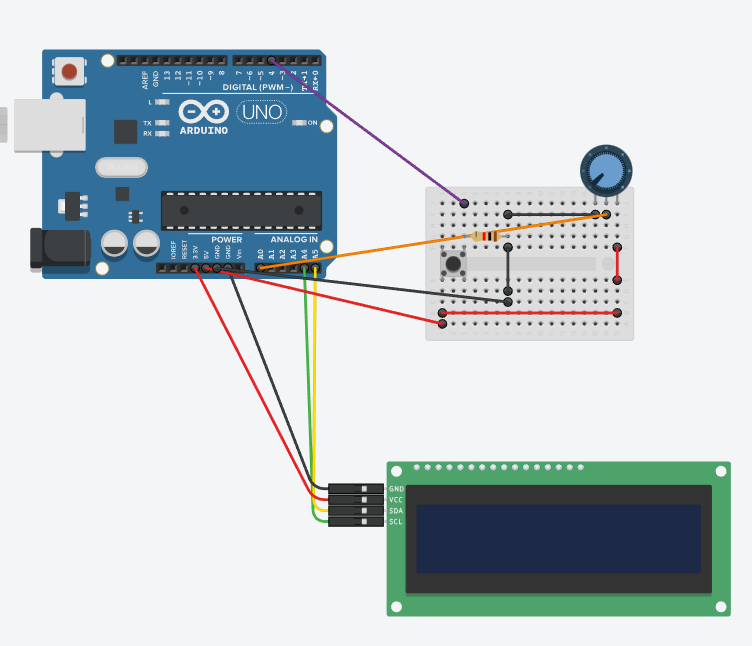 AREF GND 13 12 ~11 ~10 ~9 8 7 ~6 ~5 4 ~3 2 TX→1 RX←0
DIGITAL (PWM~)
L
UNO
TX
RX
ARDUINO
ON
POWER
ANALOG IN
IOREF RESET 3.3V 5V GND GND Vin A0 A1 A2 A3 A4 A5
GND
VCC
SDA
SCL